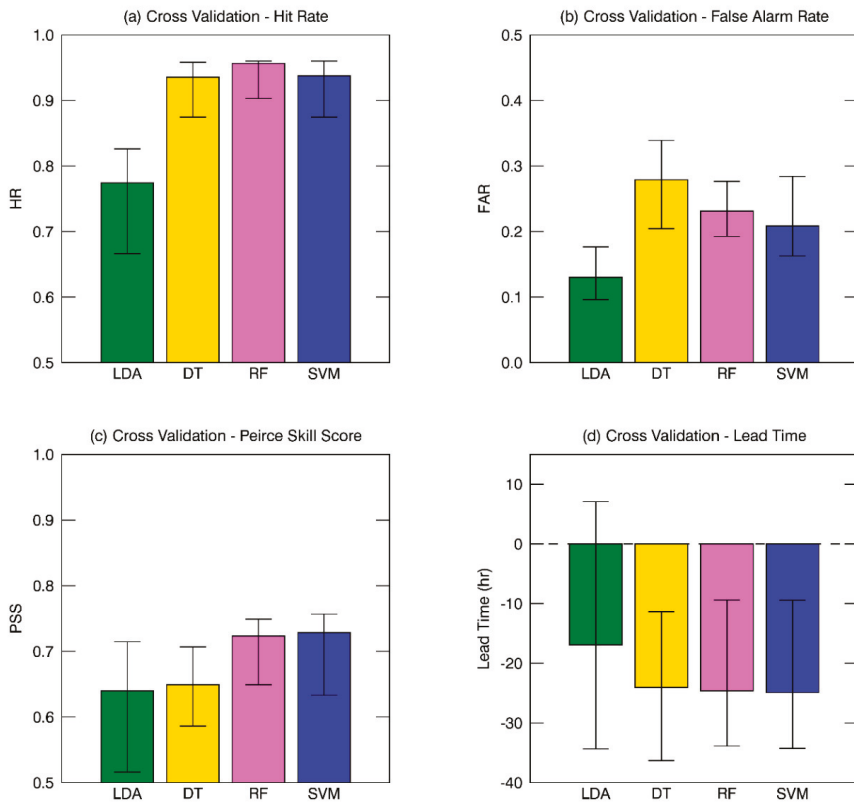 (a) Cross Validation - Hit Rate
1.0
0.9
0.8
0.7
0.6
0.5
HR
LDA DT RF SVM
(b) Cross Validation - False Alarm Rate
0.5
0.4
0.3
0.2
0.1
0.0
FAR
LDA DT RF SVM
(c) Cross Validation - Peirce Skill Score
1.0
0.9
0.8
0.7
0.6
0.5
PSS
LDA DT RF SVM
(d) Cross Validation - Lead Time
10
0
-10
-20
-30
-40
Lead Time (hr)
LDA DT RF SVM